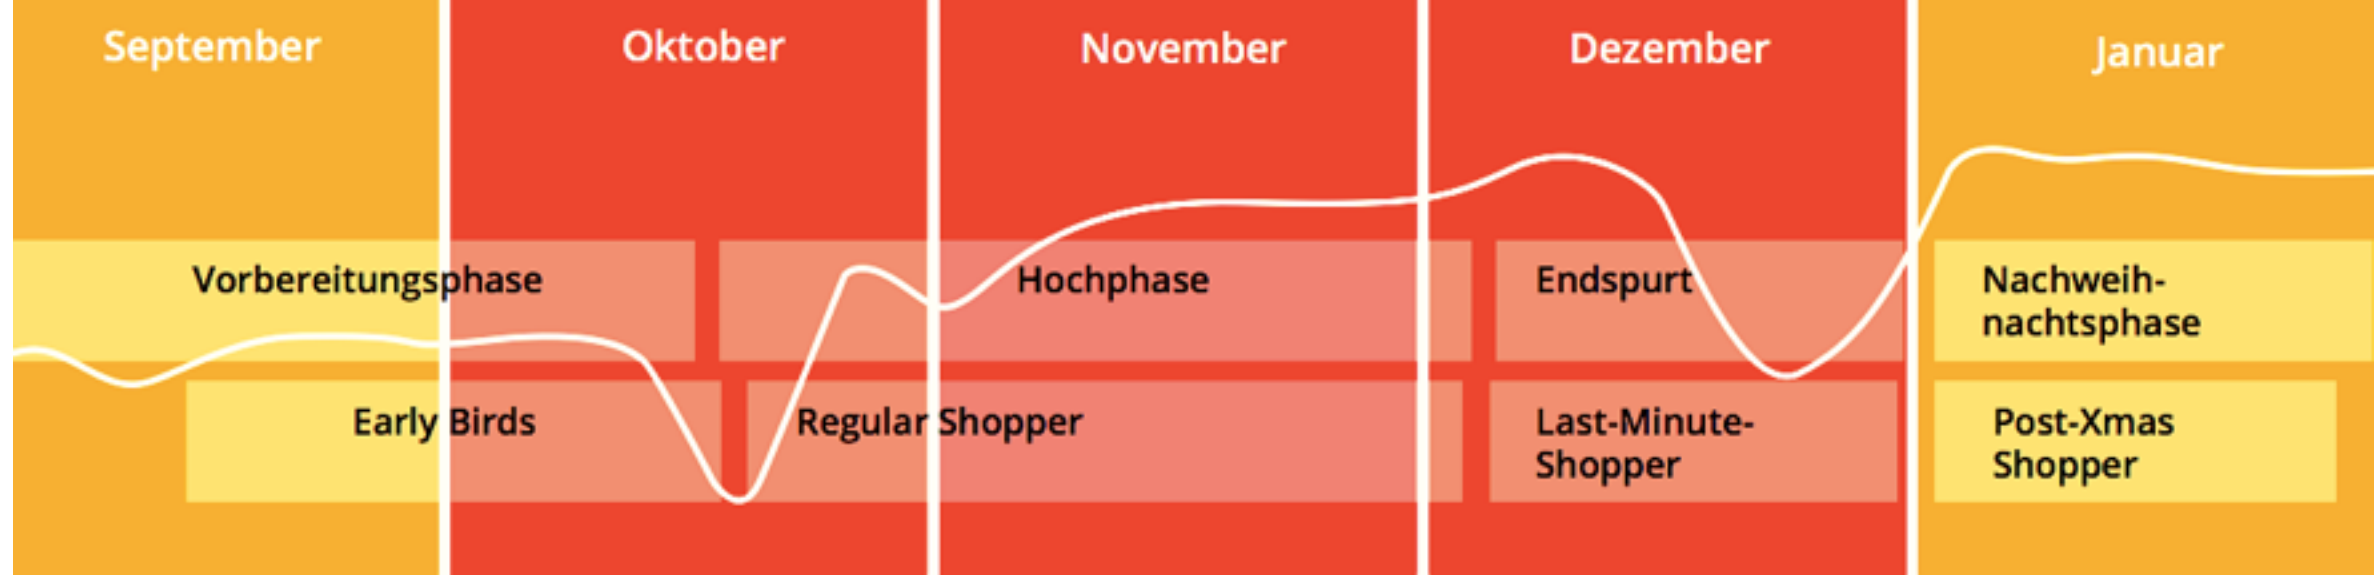 September
Oktober
November
Dezember
Januar
Vorbereitungsphase
Hochphase
Endspurt
Nachweih-
nachtsphase
Early Birds
Regular Shopper
Last-Minute-
Shopper
Post-Xmas
Shopper